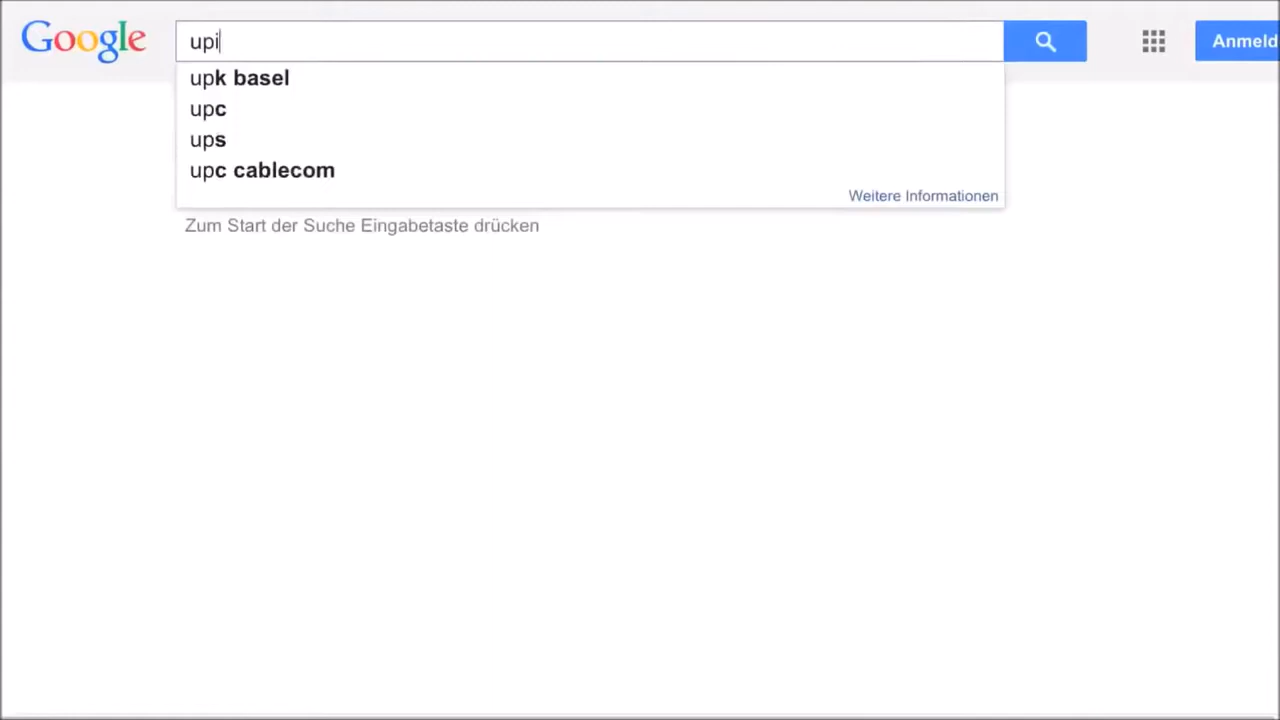 Google upi Anmeld
upk basel
upc
ups
upc cablecom
Weitere Informationen
Zum Start der Suche Eingabetaste drücken